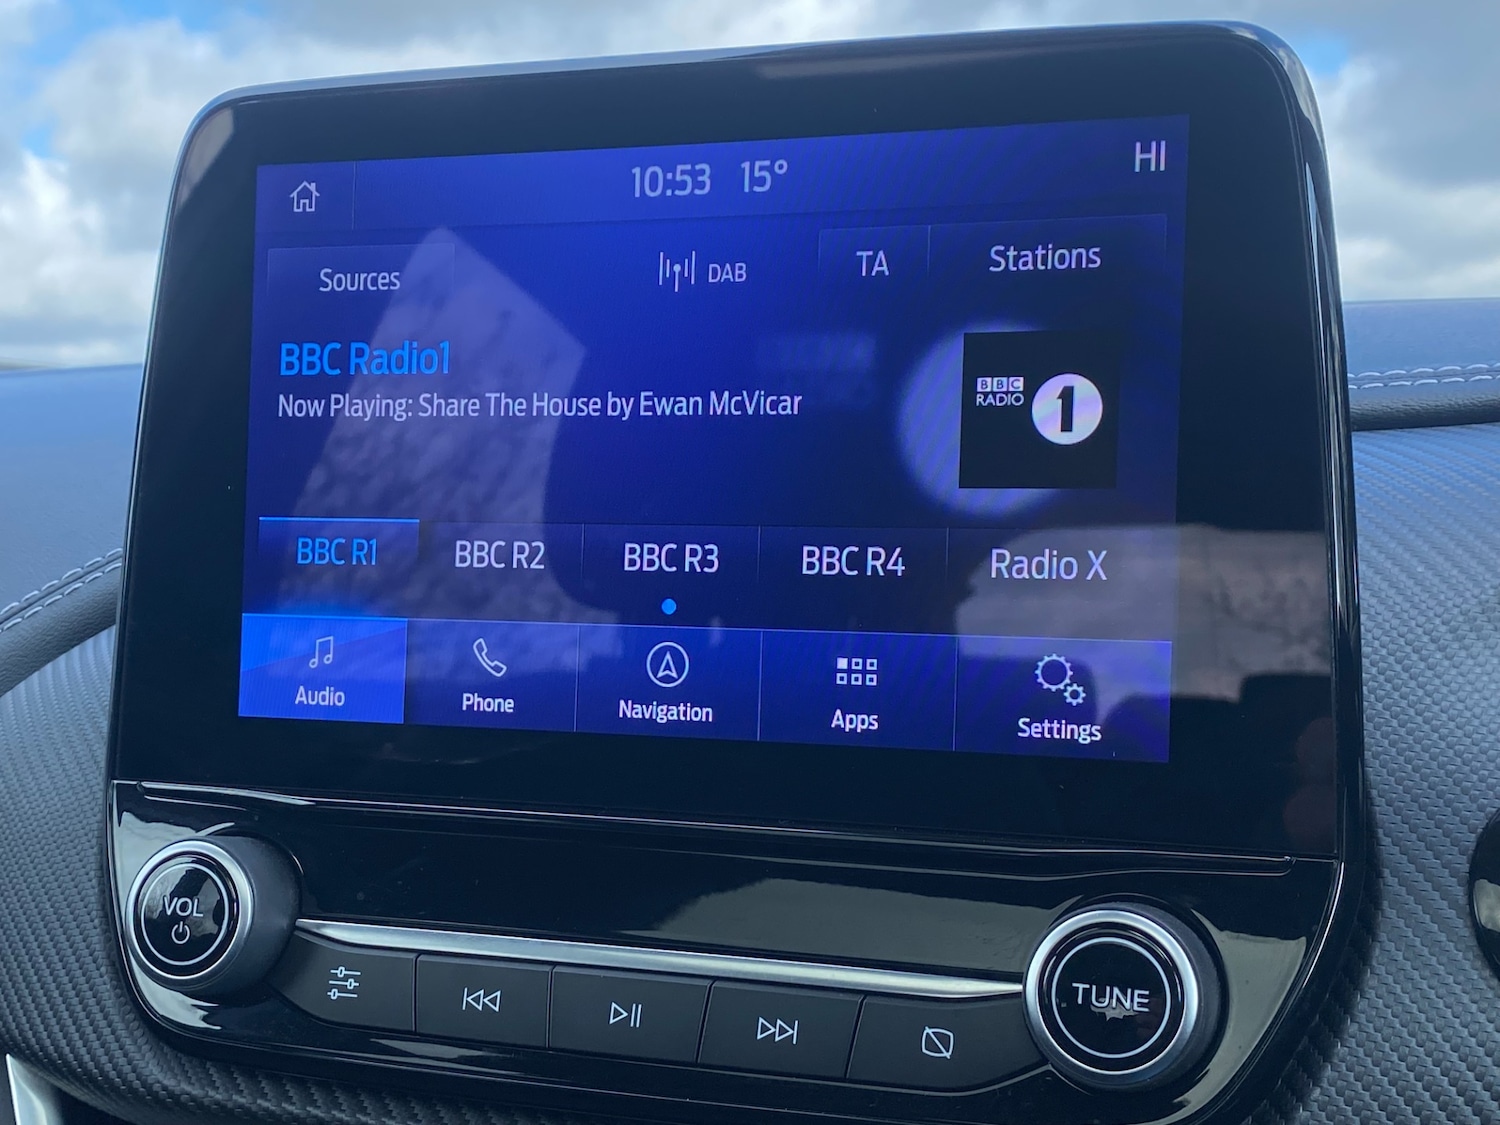 10:53 15° HI
Sources DAB TA Stations
BBC Radio1
Now Playing: Share The House by Ewan McVicar
BBC
RADIO
1
BBC R1 BBC R2 BBC R3 BBC R4 Radio X
Audio Phone Navigation Apps Settings
VOL
TUNE